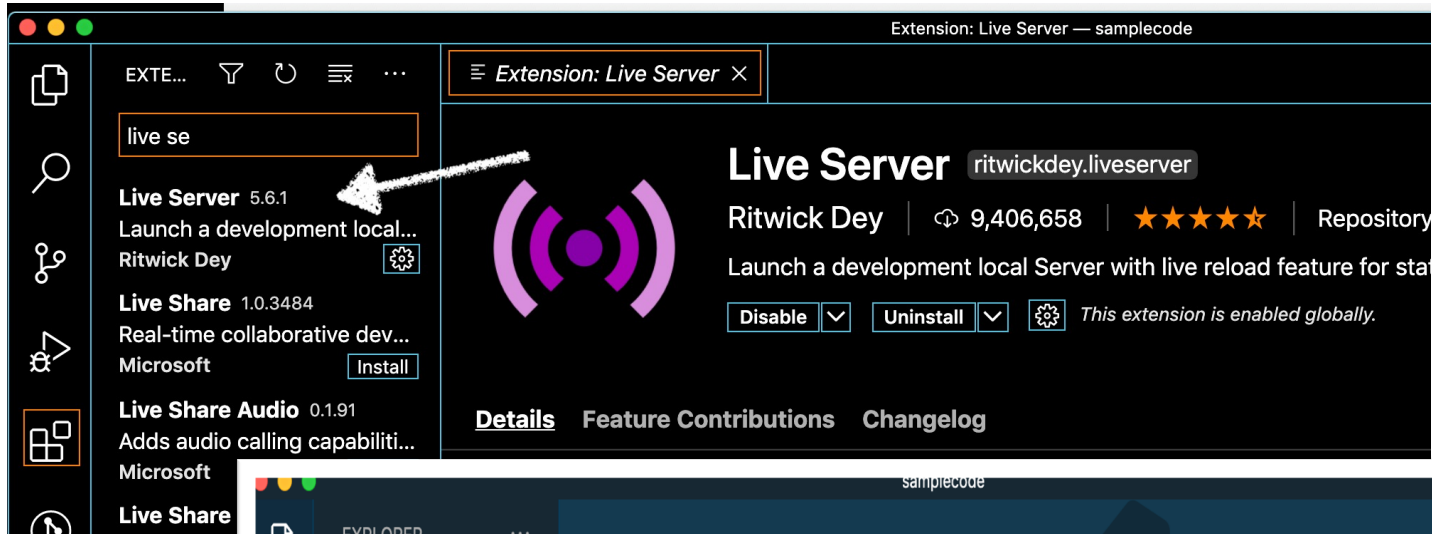 Extension: Live Server — samplecode
EXTE...
Extension: Live Server
live se
Live Server 5.6.1
Launch a development local...
Ritwick Dey
Live Share 1.0.3484
Real-time collaborative dev...
Microsoft
Install
Live Share Audio 0.1.91
Adds audio calling capabiliti...
Microsoft
Live Share
Live Server ritwickdey.liveserver
Ritwick Dey 9,406,658 Repository
Launch a development local Server with live reload feature for stat
Disable Uninstall This extension is enabled globally.
Details Feature Contributions Changelog
samplecode
EXPLORER ...